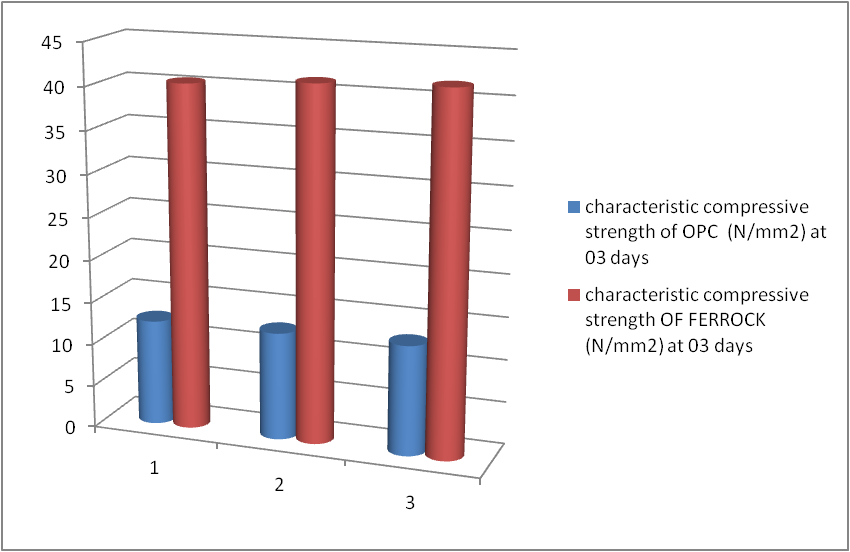 45
40
35
30
25
20
15
10
5
0
1
2
3
characteristic compressive
strength of OPC  (N/mm2) at
03 days
characteristic compressive
strength OF FERROCK
(N/mm2) at 03 days